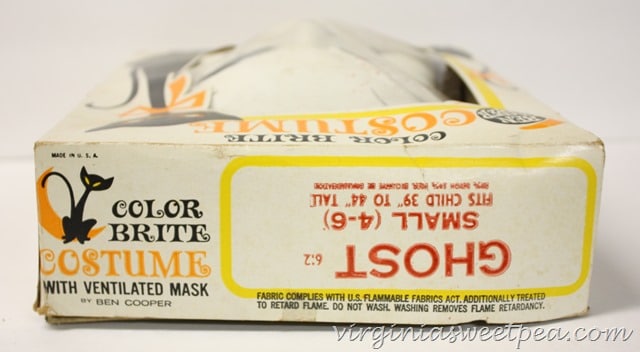 COLOR BRITE
COSTUME
MADE IN U. S. A.
COLOR
BRITE
COSTUME
WITH VENTILATED MASK
BY BEN COOPER
GHOST 612
SMALL (4-6)
FITS CHILD 39" TO 44" TALL
FABRIC COMPLIES WITH U.S. FLAMMABLE FABRICS ACT. ADDITIONALLY TREATED
TO RETARD FLAME. DO NOT WASH. WASHING REMOVES FLAME RETARDANCY.
virginiasweetpea.com